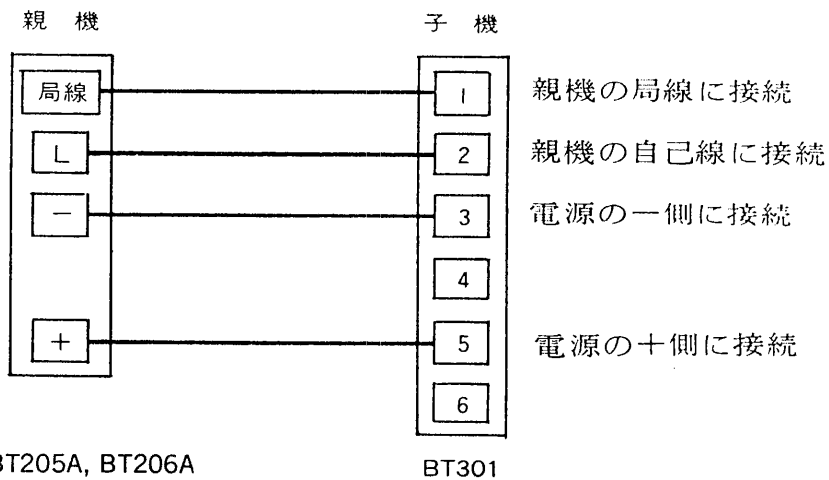 親機 子機
局線 1 親機の局線に接続
L 2 親機の自己線に接続
− 3 電源の−側に接続
4
+ 5 電源の+側に接続
6
BT205A, BT206A BT301